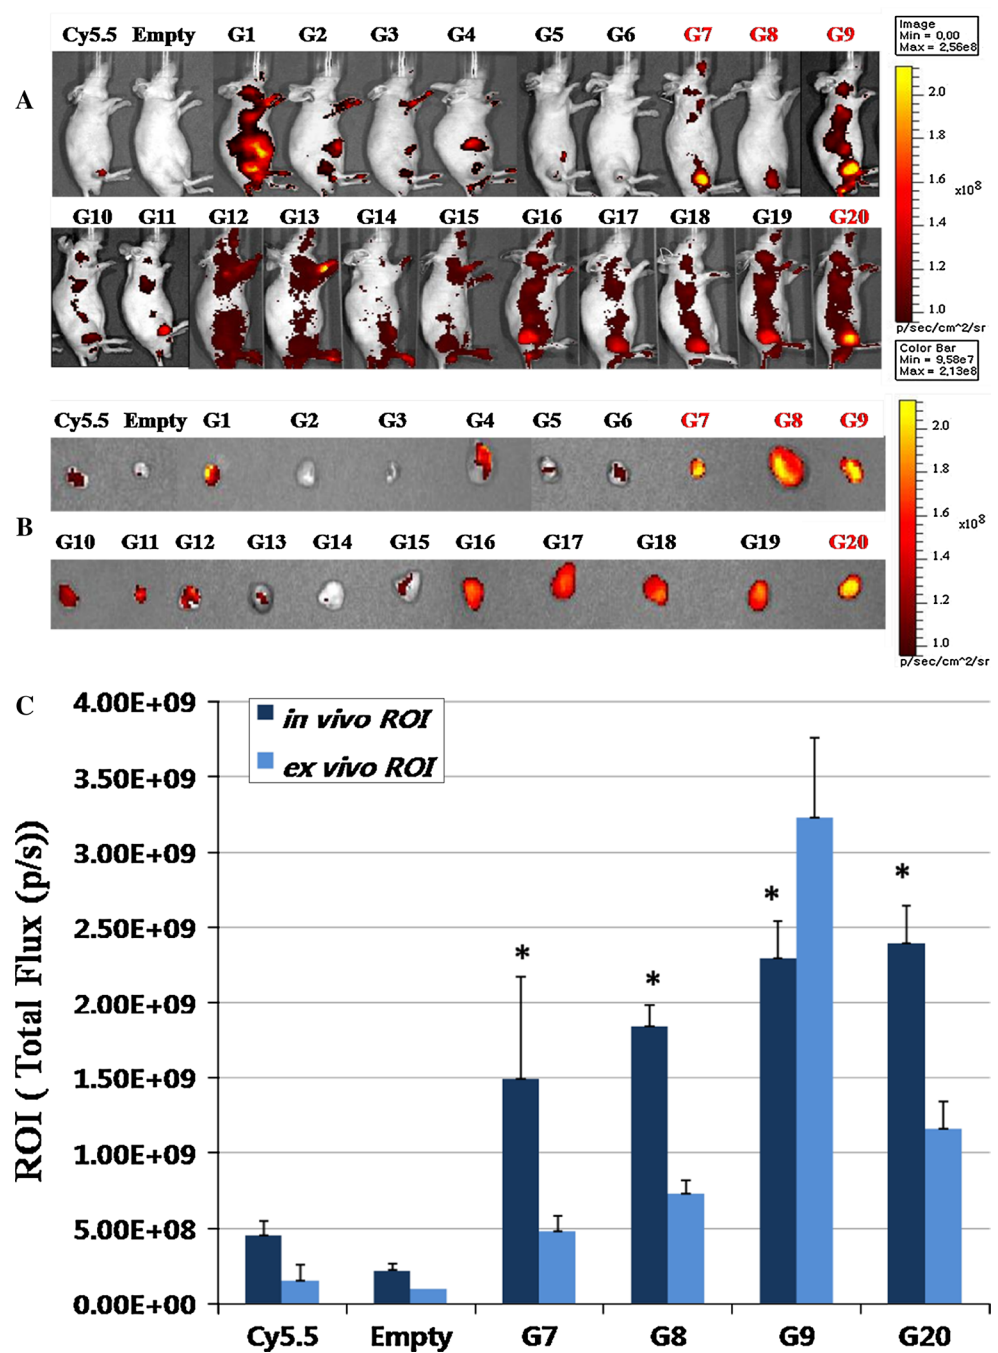 A
Cy5.5 Empty G1 G2 G3 G4 G5 G6 G7 G8 G9
Image
Min = 0,00
Max = 2,56e8
2.0
1.8
1.6
×10⁸
1.4
1.2
1.0
p/sec/cm^2/sr
Color Bar
Min = 9,58e7
Max = 2,13e8
G10 G11 G12 G13 G14 G15 G16 G17 G18 G19 G20
B
Cy5.5 Empty G1 G2 G3 G4 G5 G6 G7 G8 G9
G10 G11 G12 G13 G14 G15 G16 G17 G18 G19 G20
2.0
1.8
1.6
×10⁸
1.4
1.2
1.0
p/sec/cm^2/sr
C
ROI ( Total Flux (p/s))
4.00E+09
3.50E+09
3.00E+09
2.50E+09
2.00E+09
1.50E+09
1.00E+09
5.00E+08
0.00E+00
in vivo ROI
ex vivo ROI
* * * *
Cy5.5 Empty G7 G8 G9 G20